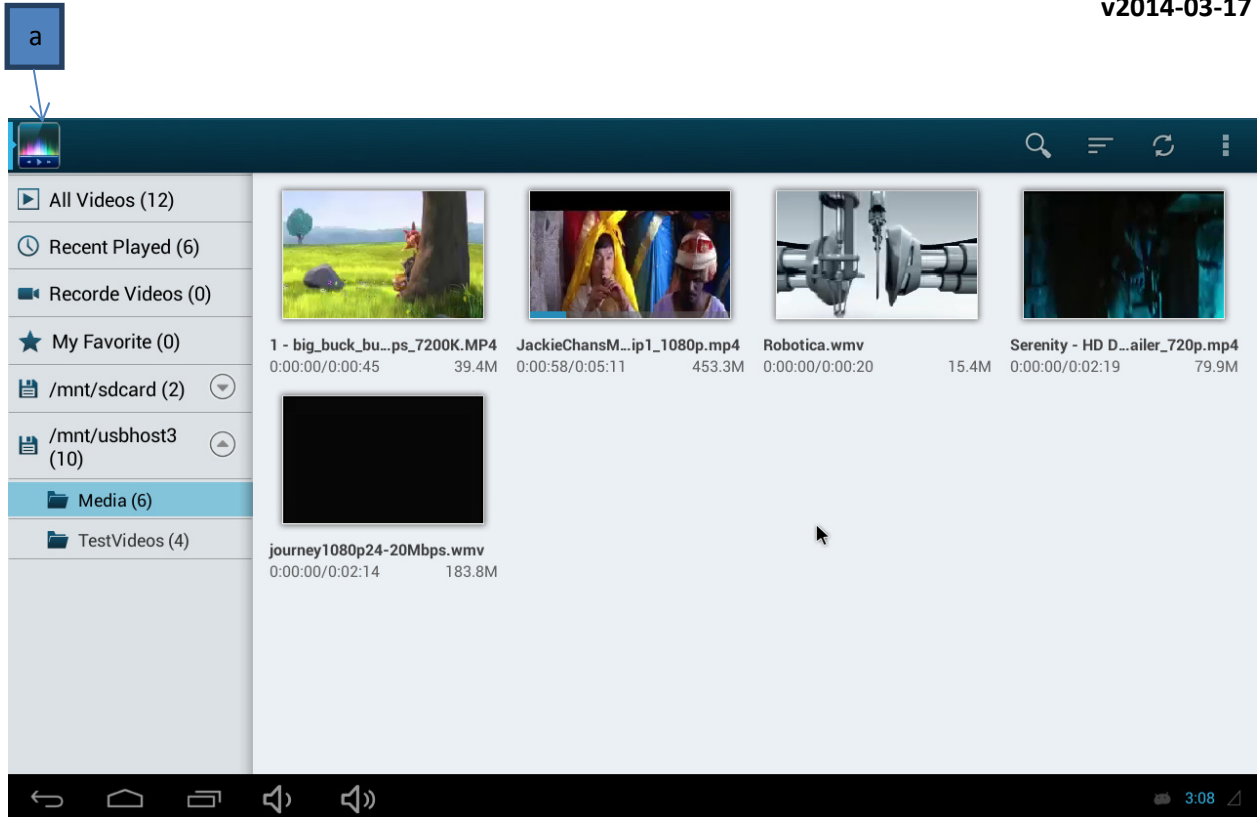 v2014-03-17
a
All Videos (12)
Recent Played (6)
Recorde Videos (0)
My Favorite (0)
/mnt/sdcard (2)
/mnt/usbhost3
(10)
Media (6)
TestVideos (4)
1 - big_buck_bu...ps_7200K.MP4
0:00:00/0:00:45 39.4M
JackieChansM...ip1_1080p.mp4
0:00:58/0:05:11 453.3M
Robotica.wmv
0:00:00/0:00:20 15.4M
Serenity - HD D...ailer_720p.mp4
0:00:00/0:02:19 79.9M
journey1080p24-20Mbps.wmv
0:00:00/0:02:14 183.8M
3:08